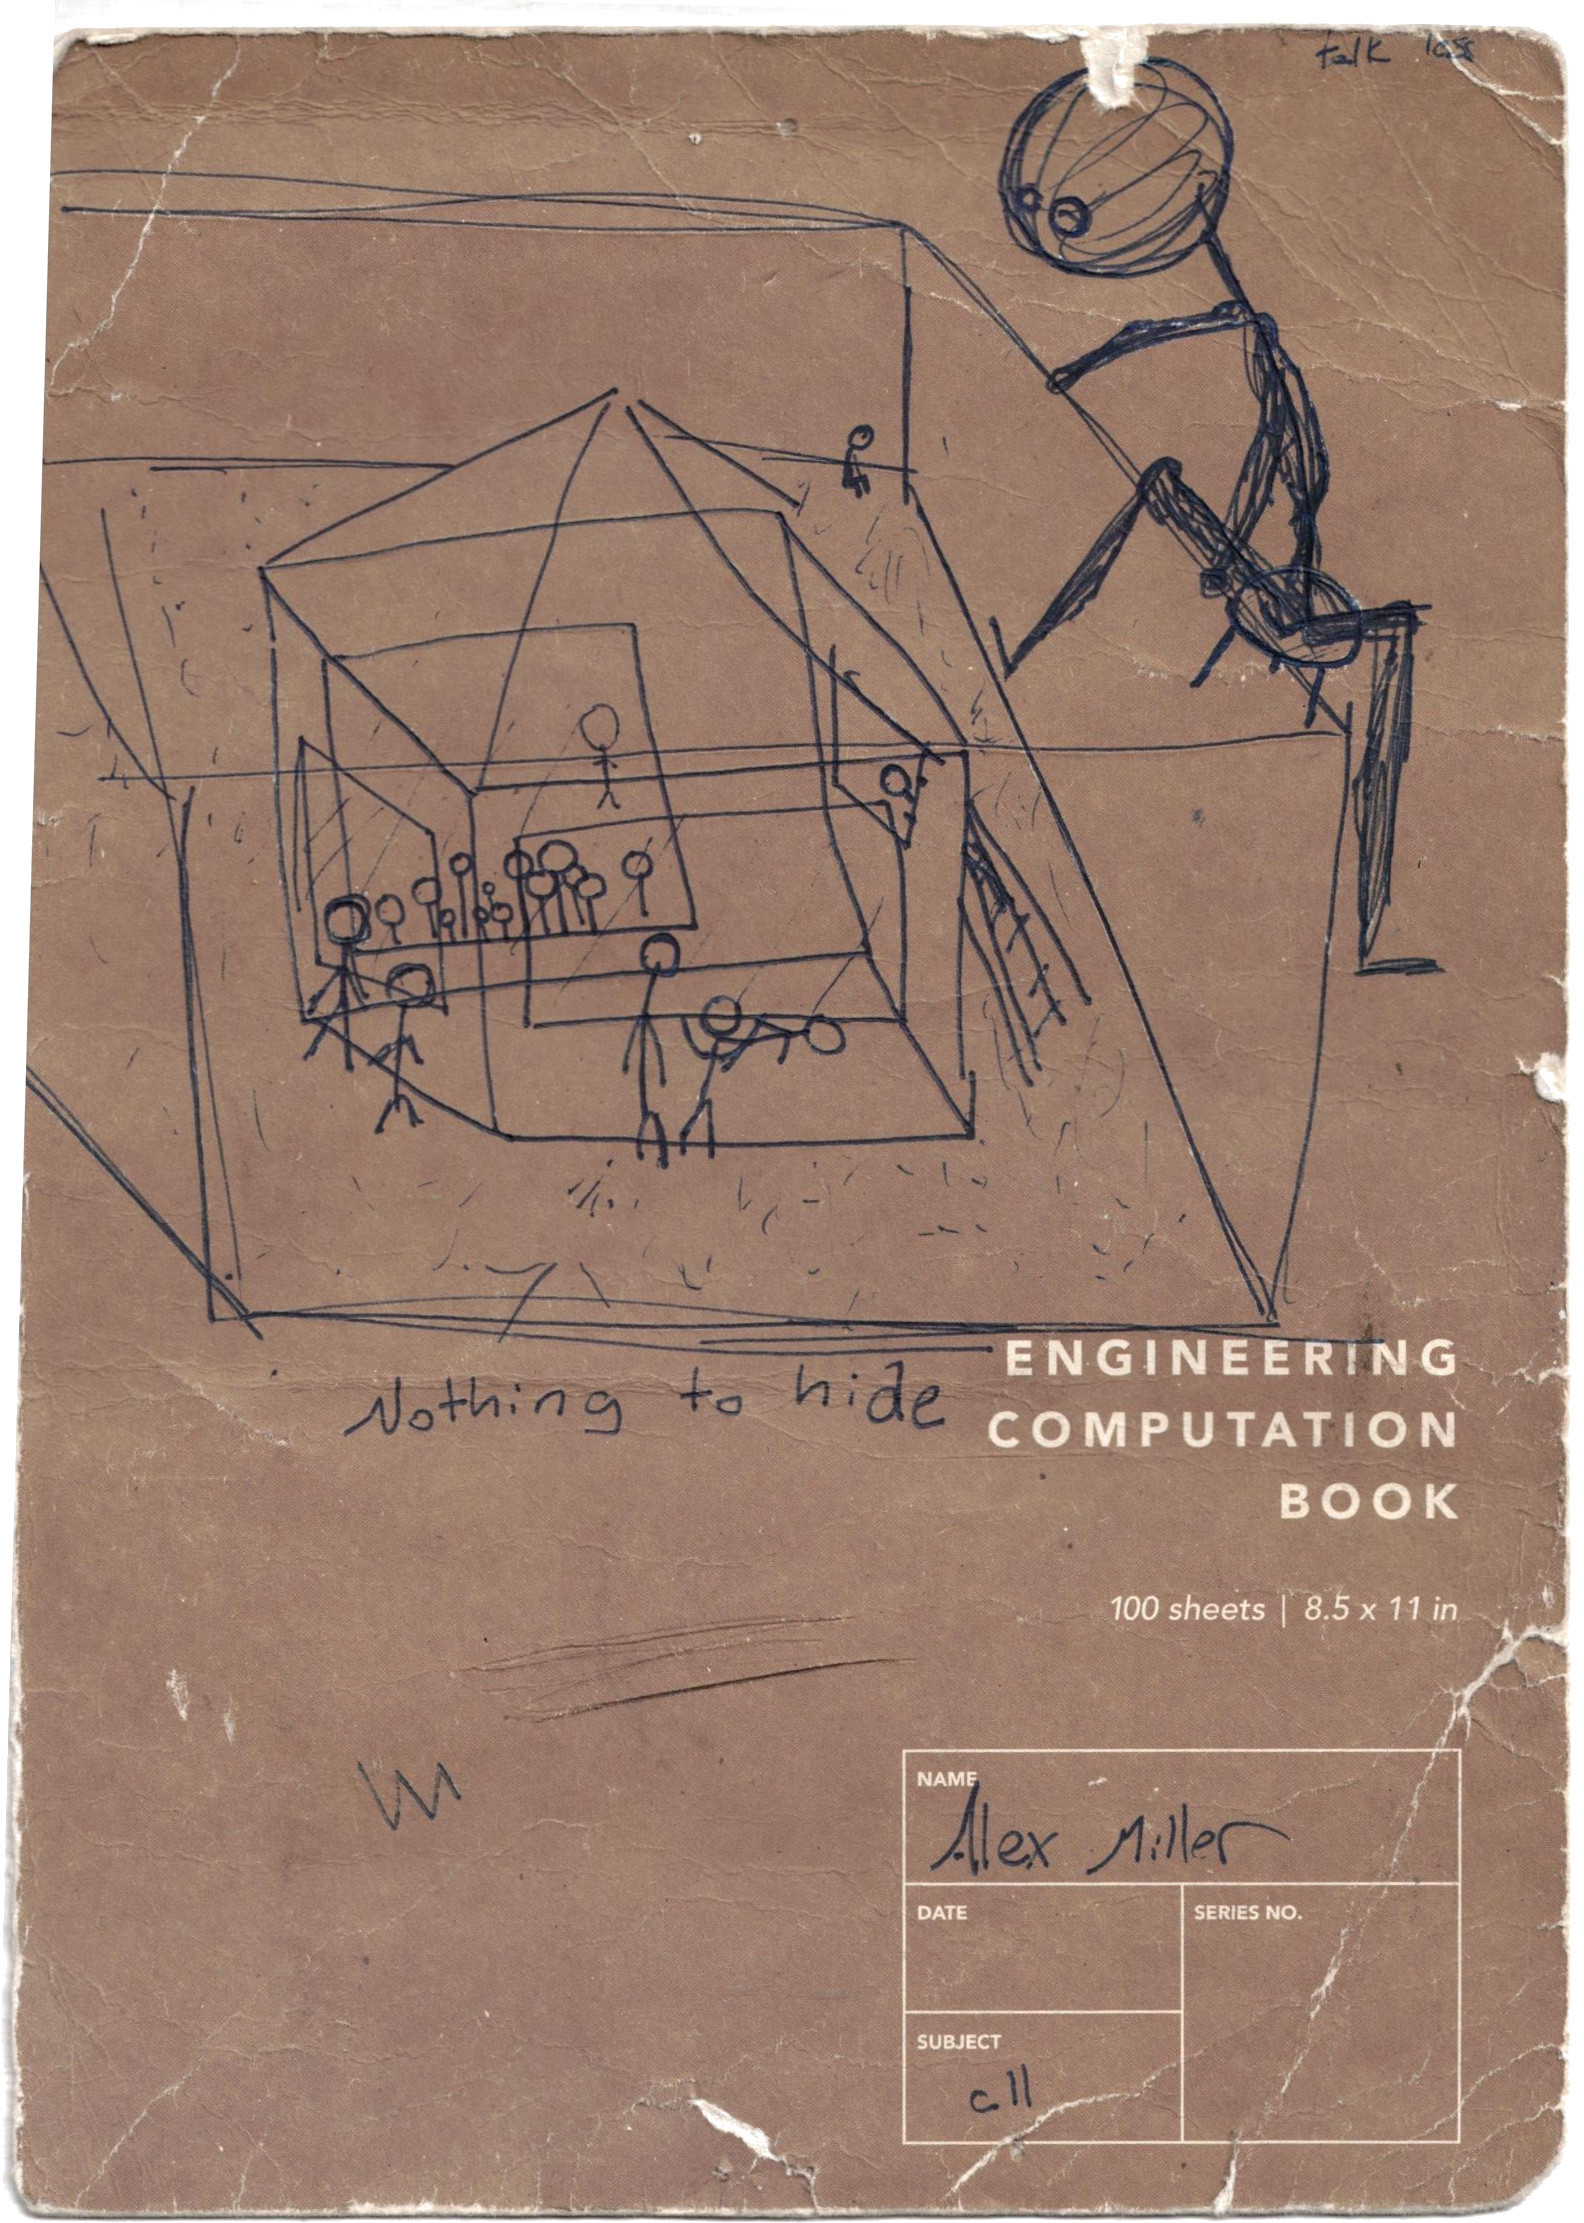 talk less
Nothing to hide
ENGINEERING
COMPUTATION
BOOK
100 sheets | 8.5 x 11 in
NAME
Alex Miller
DATE
SERIES NO.
SUBJECT
all